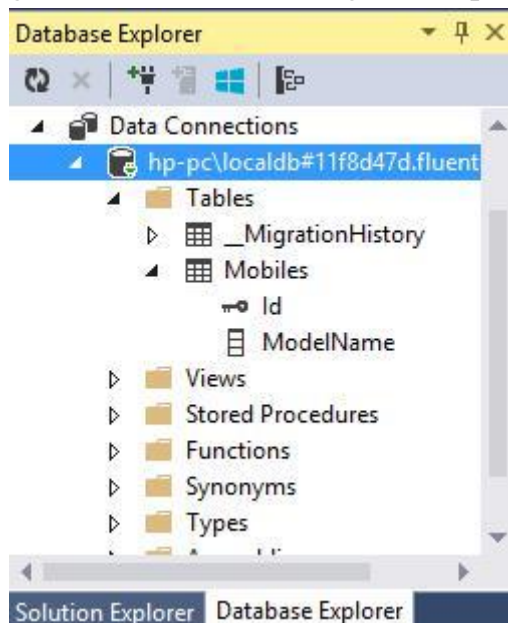 Database Explorer
Data Connections
hp-pc\localdb#11f8d47d.fluent
Tables
__MigrationHistory
Mobiles
Id
ModelName
Views
Stored Procedures
Functions
Synonyms
Types
Solution Explorer Database Explorer